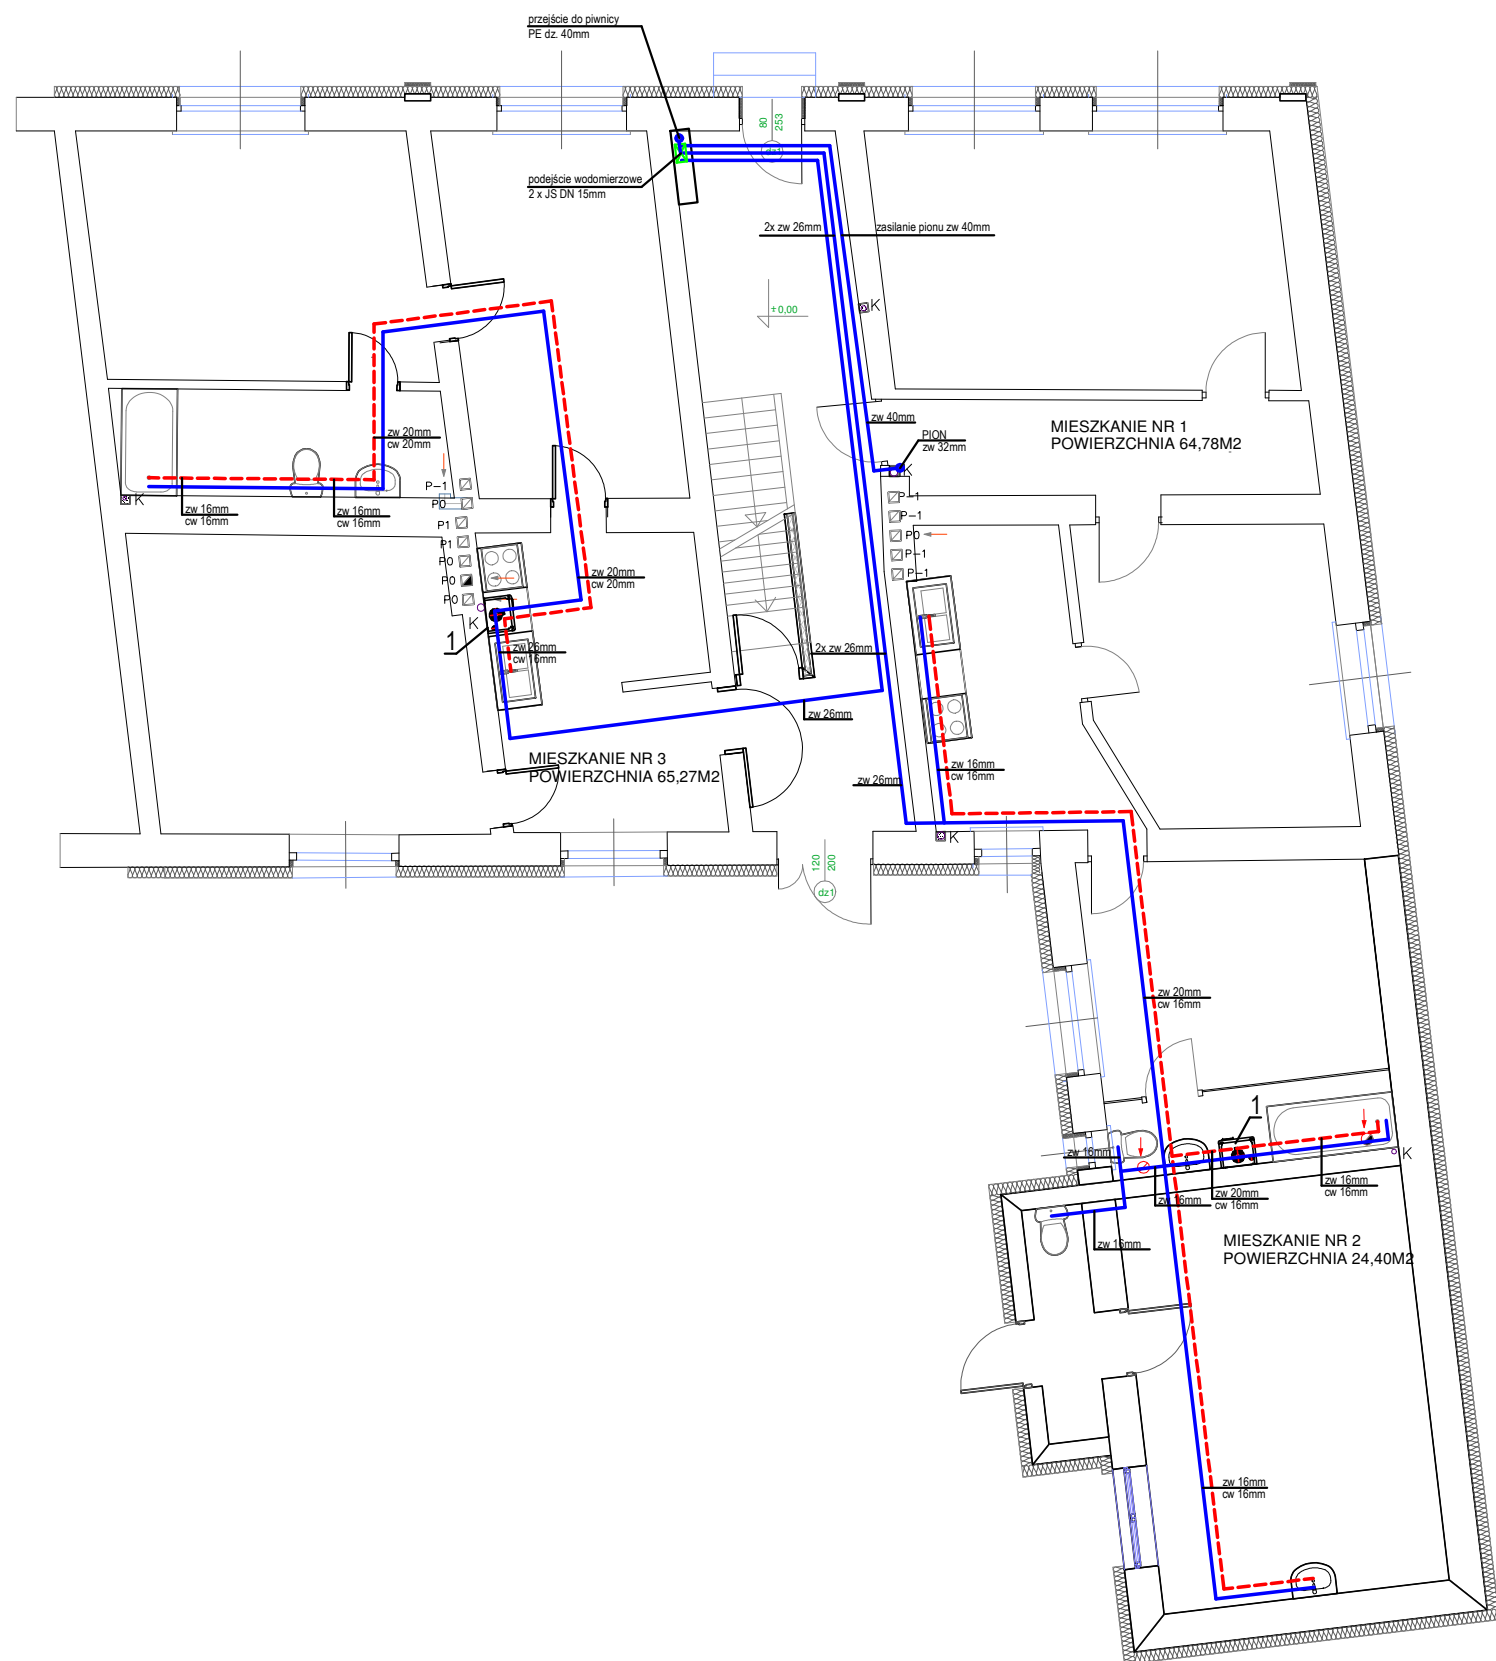 przejście do piwnicy
PE dz. 40mm
80
253
dz1
podejście wodomierzowe
2 x JS DN 15mm
2x zw 26mm
zasilanie pionu zw 40mm
±0,00
K
zw 40mm
PION
zw 32mm
K
MIESZKANIE NR 1
POWIERZCHNIA 64,78M2
zw 20mm
cw 20mm
K
zw 16mm
cw 16mm
zw 16mm
cw 16mm
P-1
P0
P1
P1
P0
P0
P0
K
1
P-1
P-1
P0
P-1
P-1
zw 20mm
cw 20mm
zw 26mm
cw 16mm
2x zw 26mm
zw 26mm
MIESZKANIE NR 3
POWIERZCHNIA 65,27M2
zw 26mm
zw 16mm
cw 16mm
K
120
200
dz1
zw 20mm
cw 16mm
1
zw 16mm
K
zw 16mm
zw 20mm
cw 16mm
zw 16mm
cw 16mm
zw 16mm
MIESZKANIE NR 2
POWIERZCHNIA 24,40M2
zw 16mm
cw 16mm